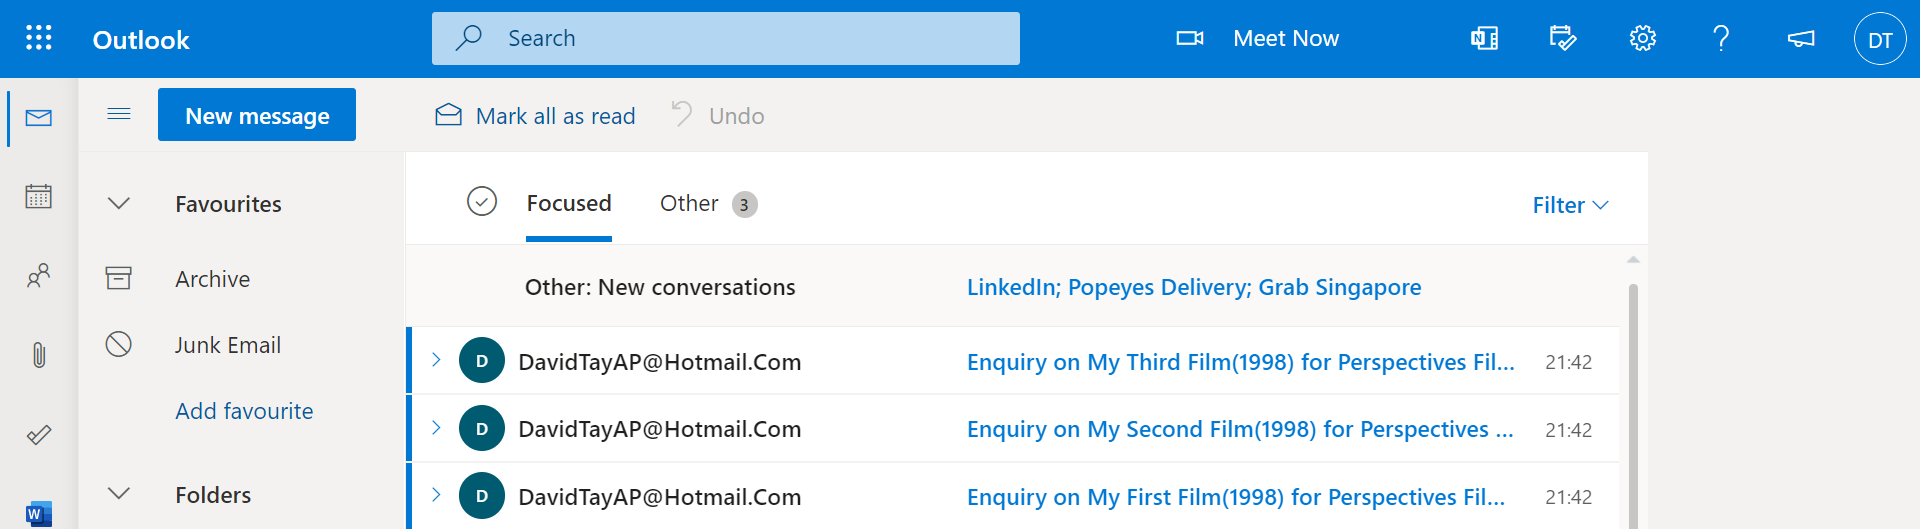 Outlook
Search
Meet Now
N
DT
New message
Mark all as read
Undo
Favourites
Focused
Other 3
Filter
Archive
Other: New conversations
LinkedIn; Popeyes Delivery; Grab Singapore
Junk Email
D DavidTayAP@Hotmail.Com Enquiry on My Third Film(1998) for Perspectives Fil... 21:42
Add favourite
D DavidTayAP@Hotmail.Com Enquiry on My Second Film(1998) for Perspectives ... 21:42
Folders
D DavidTayAP@Hotmail.Com Enquiry on My First Film(1998) for Perspectives Fil... 21:42
W